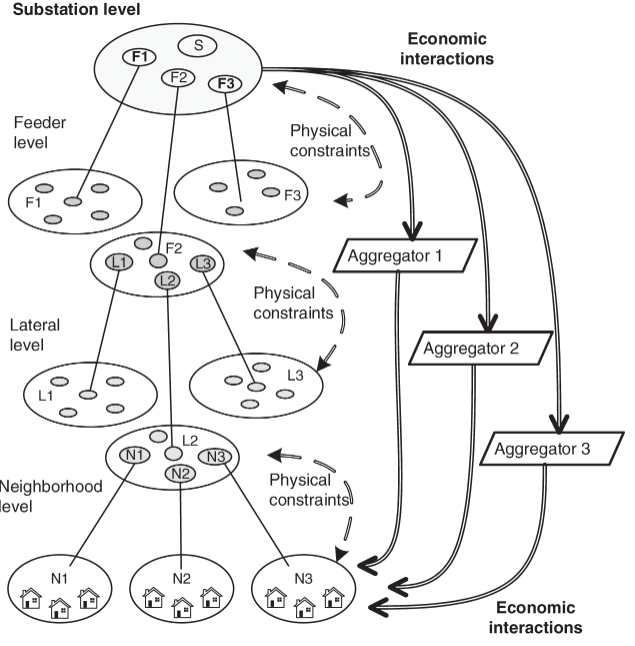 Substation level
S
F1
F2
F3
Economic
interactions
Feeder
level
Physical
constraints
F1
F3
F2
L1
L3
L2
Aggregator 1
Physical
constraints
Lateral
level
Aggregator 2
L1
L3
L2
N1
N3
N2
Aggregator 3
Neighborhood
level
Physical
constraints
N1
N2
N3
Economic
interactions